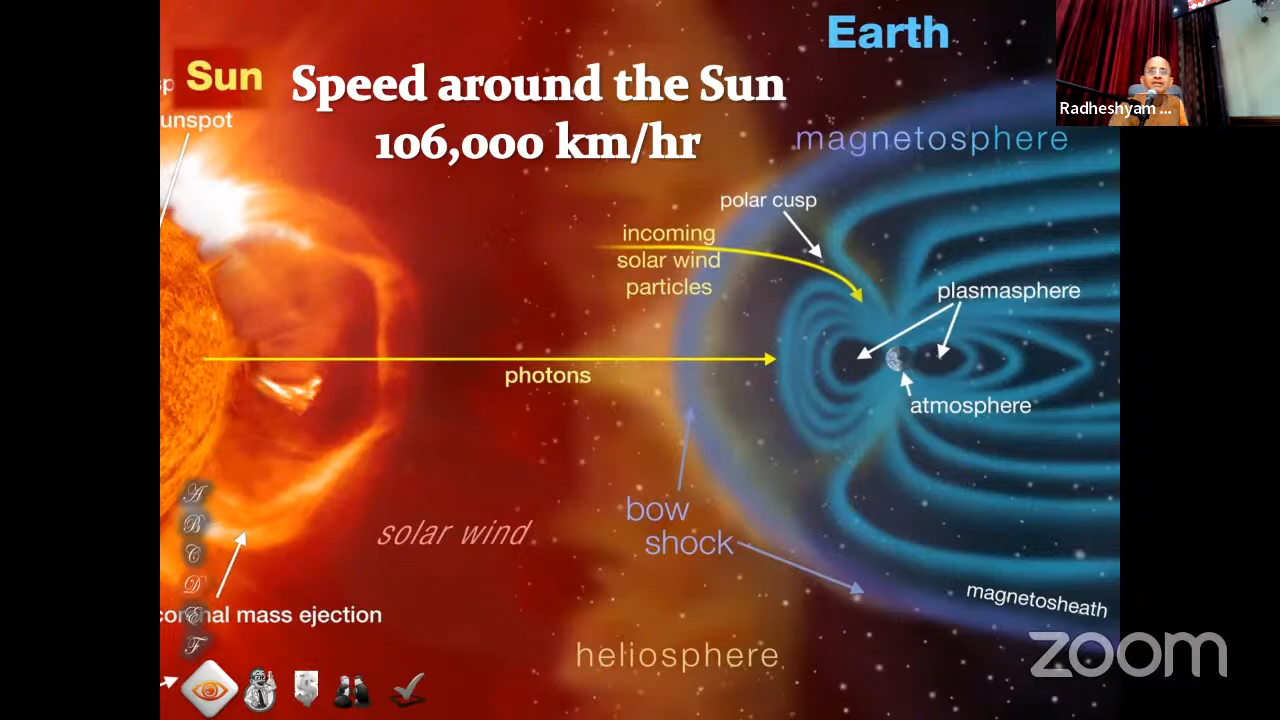 Earth
Sun
Speed around the Sun
106,000 km/hr
sp
unspot
Radheshyam ...
magnetosphere
polar cusp
incoming
solar wind
particles
plasmasphere
photons
atmosphere
A
B
C
D
E
F
bow
shock
solar wind
magnetosheath
mass ejection
heliosphere
zoom